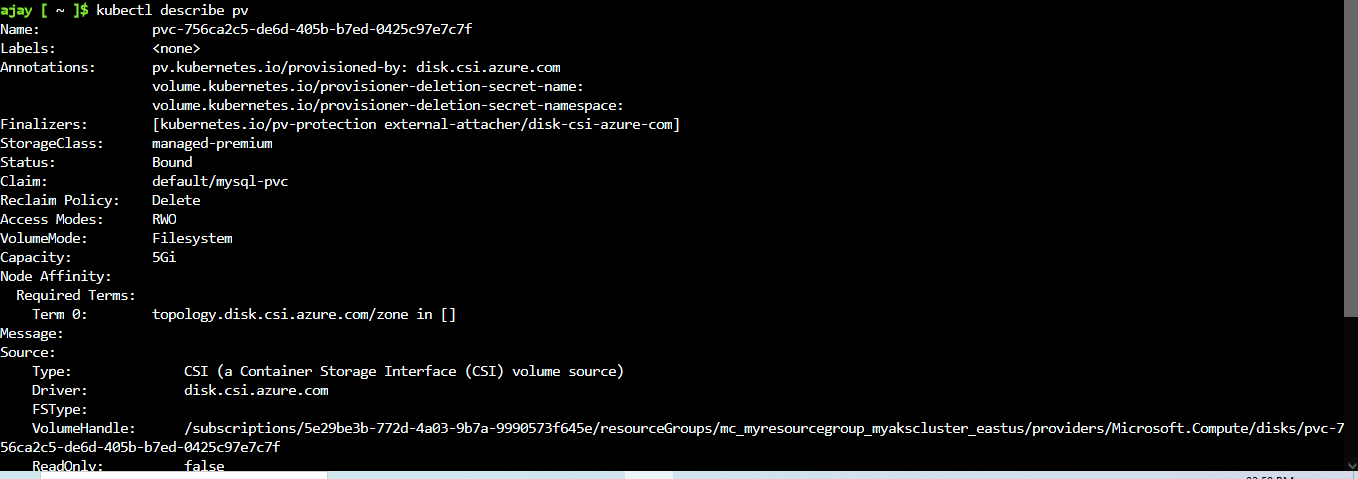 ajay [ ~ ]$ kubectl describe pv
Name:              pvc-756ca2c5-de6d-405b-b7ed-0425c97e7c7f
Labels:            <none>
Annotations:       pv.kubernetes.io/provisioned-by: disk.csi.azure.com
                   volume.kubernetes.io/provisioner-deletion-secret-name:
                   volume.kubernetes.io/provisioner-deletion-secret-namespace:
Finalizers:        [kubernetes.io/pv-protection external-attacher/disk-csi-azure-com]
StorageClass:      managed-premium
Status:            Bound
Claim:             default/mysql-pvc
Reclaim Policy:    Delete
Access Modes:      RWO
VolumeMode:        Filesystem
Capacity:          5Gi
Node Affinity:
  Required Terms:
    Term 0:        topology.disk.csi.azure.com/zone in []
Message:
Source:
    Type:              CSI (a Container Storage Interface (CSI) volume source)
    Driver:            disk.csi.azure.com
    FSType:
    VolumeHandle:      /subscriptions/5e29be3b-772d-4a03-9b7a-9990573f645e/resourceGroups/mc_myresourcegroup_myakscluster_eastus/providers/Microsoft.Compute/disks/pvc-7
56ca2c5-de6d-405b-b7ed-0425c97e7c7f
    ReadOnly:          false